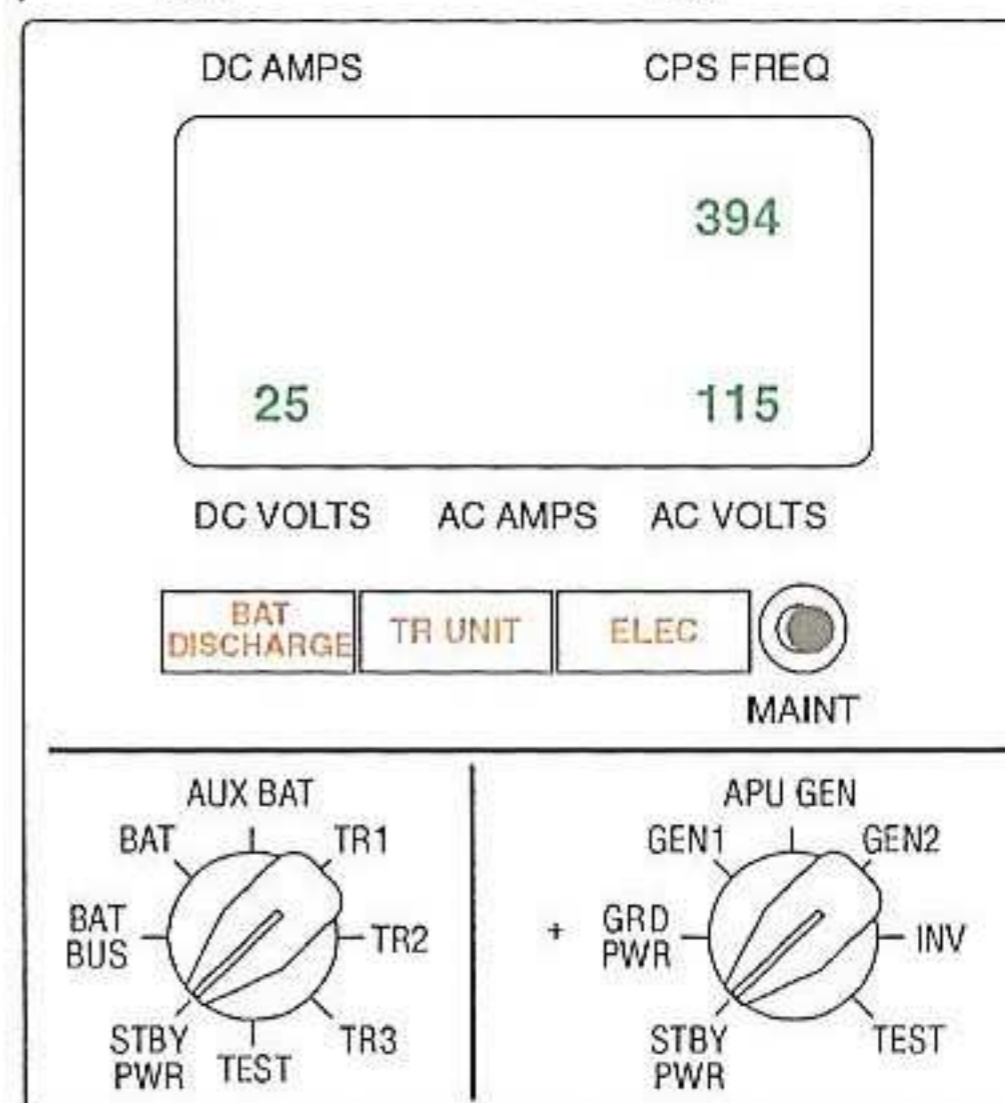 DC AMPS CPS FREQ
394
25 115
DC VOLTS AC AMPS AC VOLTS
BAT
DISCHARGE
TR UNIT
ELEC
MAINT
AUX BAT
BAT
TR1
BAT
BUS
TR2
STBY
PWR
TEST
TR3
APU GEN
GEN1
GEN2
+
GRD
PWR
INV
STBY
PWR
TEST